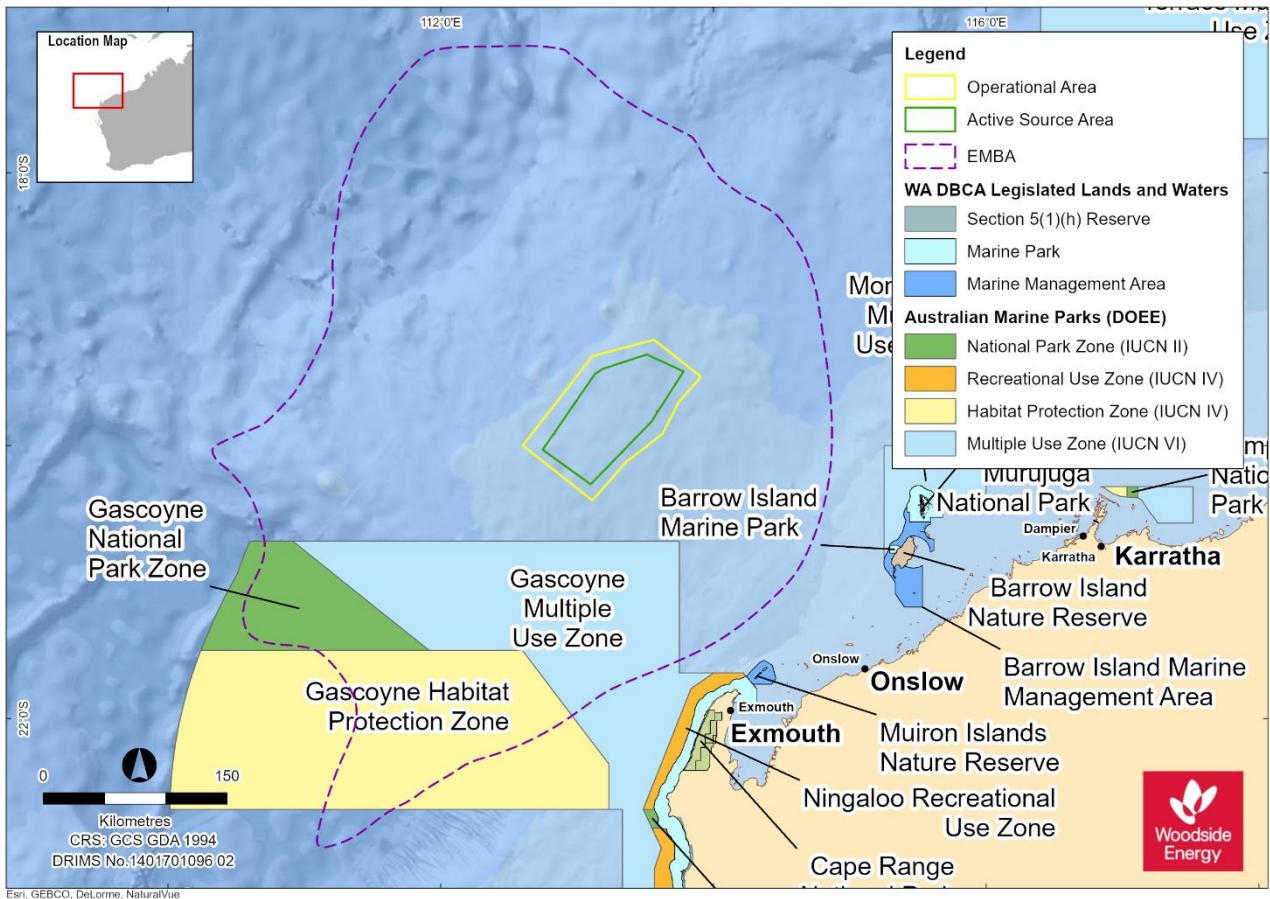 112°0'E
116°0'E
Use
18°0'S
22°0'S
Location Map
Legend
Operational Area
Active Source Area
EMBA
WA DBCA Legislated Lands and Waters
Section 5(1)(h) Reserve
Marine Park
Marine Management Area
Australian Marine Parks (DOEE)
National Park Zone (IUCN II)
Recreational Use Zone (IUCN IV)
Habitat Protection Zone (IUCN IV)
Multiple Use Zone (IUCN VI)
Mon
Mu
Use
Murujuga
National Park
Natio
Park
Dampier
Karratha
Karratha
Barrow Island
Marine Park
Gascoyne
National
Park Zone
Gascoyne
Multiple
Use Zone
Barrow Island
Nature Reserve
Onslow
Onslow
Barrow Island Marine
Management Area
Gascoyne Habitat
Protection Zone
Exmouth
Exmouth
Muiron Islands
Nature Reserve
Ningaloo Recreational
Use Zone
Cape Range
0 150
Kilometres
CRS: GCS GDA 1994
DRIMS No.1401701096 02
Woodside
Energy
Esri, GEBCO, DeLorme, NaturalVue